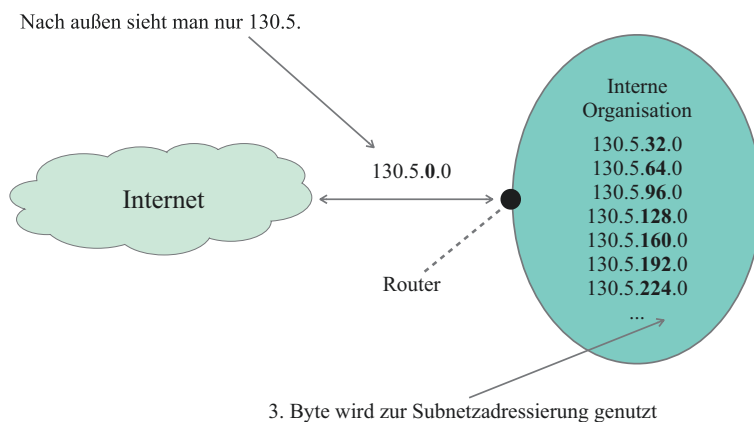 Nach außen sieht man nur 130.5.
Interne
Organisation
130.5.32.0
130.5.64.0
130.5.96.0
130.5.128.0
130.5.160.0
130.5.192.0
130.5.224.0
...
130.5.0.0
Internet
Router
3. Byte wird zur Subnetzadressierung genutzt